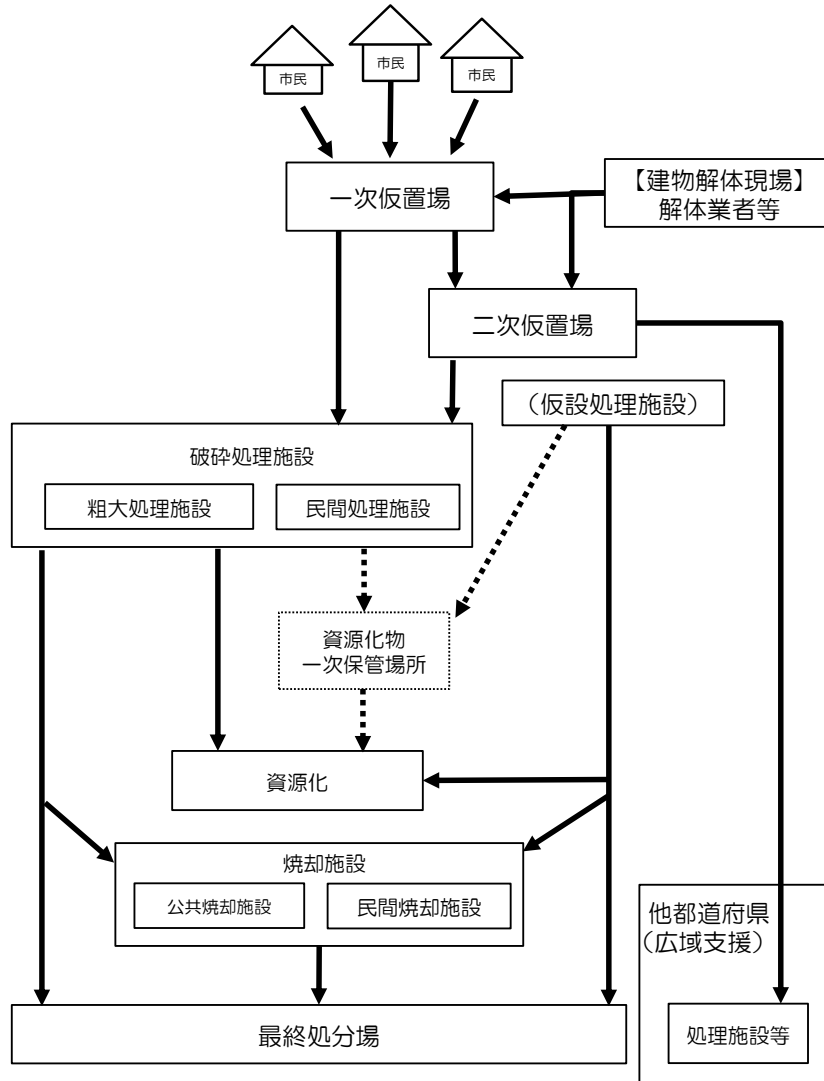 市民
市民
市民
一次仮置場
【建物解体現場】
解体業者等
二次仮置場
（仮設処理施設）
破砕処理施設
粗大処理施設
民間処理施設
資源化物
一次保管場所
資源化
焼却施設
公共焼却施設
民間焼却施設
他都道府県
（広域支援）
最終処分場
処理施設等